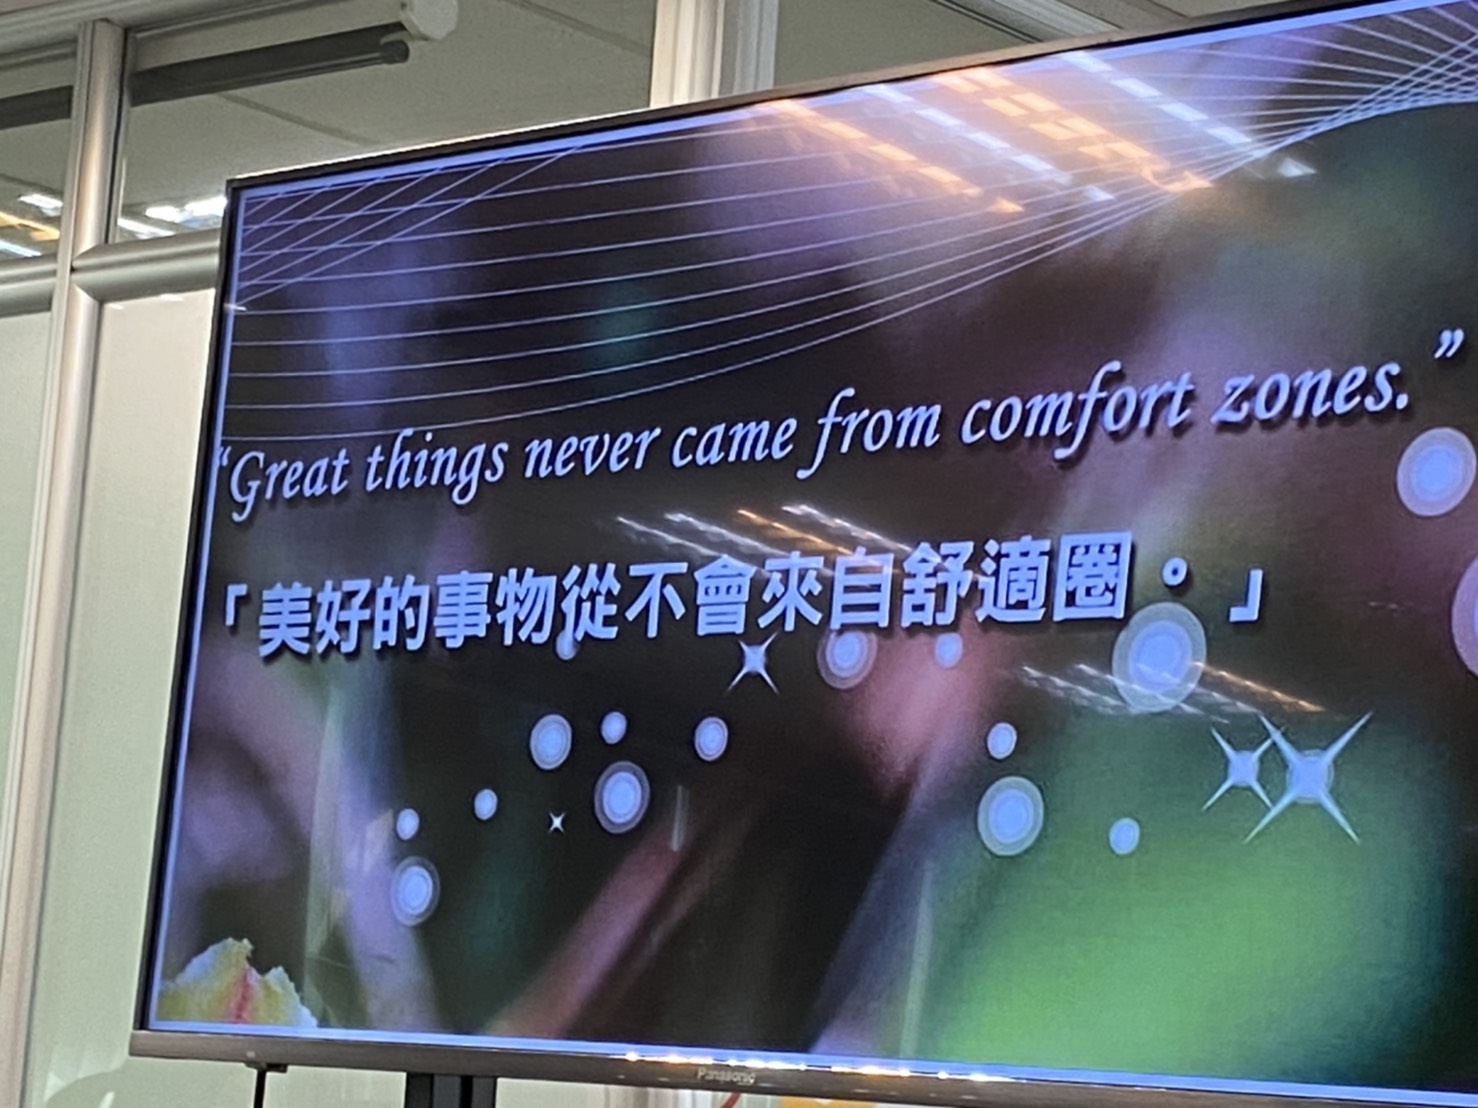 “Great things never came from comfort zones.”
「美好的事物從不會來自舒適圈。」
Panasonic